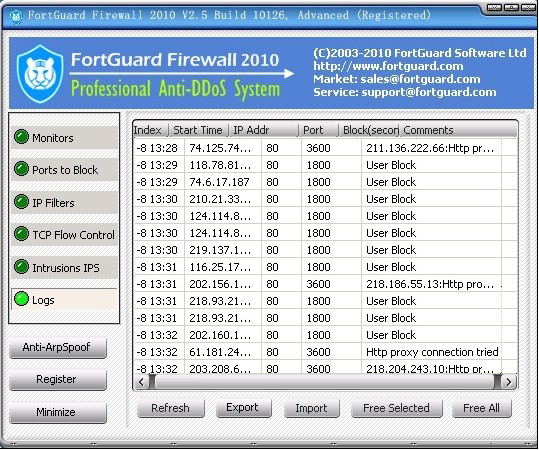 FortGuard Firewall 2010 V2.5 Build 10126, Advanced (Registered)
FortGuard Firewall 2010
Professional Anti-DDoS System
(C)2003-2010 FortGuard Software Ltd
http://www.fortguard.com
Market: sales@fortguard.com
Service: support@fortguard.com
Monitors
Ports to Block
IP Filters
TCP Flow Control
Intrusions IPS
Logs
Anti-ArpSpoof
Register
Minimize
Index Start Time IP Addr Port Block(secon Comments
-8 13:28 74.125.74... 80 3600 211.136.222.66:Http pr...
-8 13:29 118.78.81... 80 1800 User Block
-8 13:29 74.6.17.187 80 1800 User Block
-8 13:30 210.21.33... 80 1800 User Block
-8 13:30 124.114.8... 80 1800 User Block
-8 13:30 124.114.8... 80 1800 User Block
-8 13:30 219.137.1... 80 1800 User Block
-8 13:31 116.25.17... 80 1800 User Block
-8 13:31 202.156.1... 80 3600 218.186.55.13:Http pro...
-8 13:31 218.93.21... 80 1800 User Block
-8 13:31 218.93.21... 80 1800 User Block
-8 13:32 202.160.1... 80 1800 User Block
-8 13:32 61.181.24... 80 3600 Http proxy connection tried
-8 13:32 203.208.6... 80 3600 218.204.243.10:Http pr...
Refresh Export Import Free Selected Free All